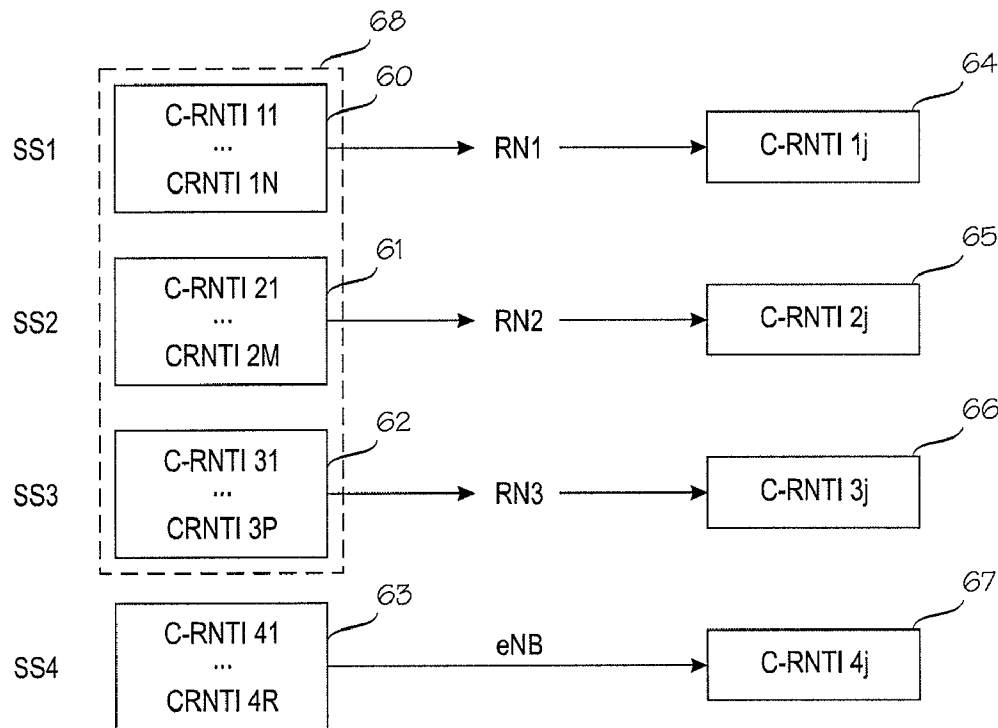 68
60
64
SS1
C-RNTI 11
...
CRNTI 1N
RN1
C-RNTI 1j
61
65
SS2
C-RNTI 21
...
CRNTI 2M
RN2
C-RNTI 2j
62
66
SS3
C-RNTI 31
...
CRNTI 3P
RN3
C-RNTI 3j
63
67
SS4
C-RNTI 41
...
CRNTI 4R
eNB
C-RNTI 4j